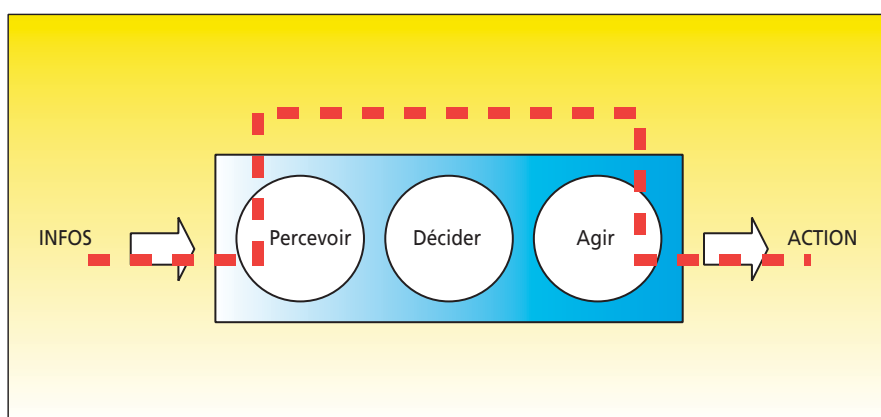 INFOS
Percevoir
Décider
Agir
ACTION